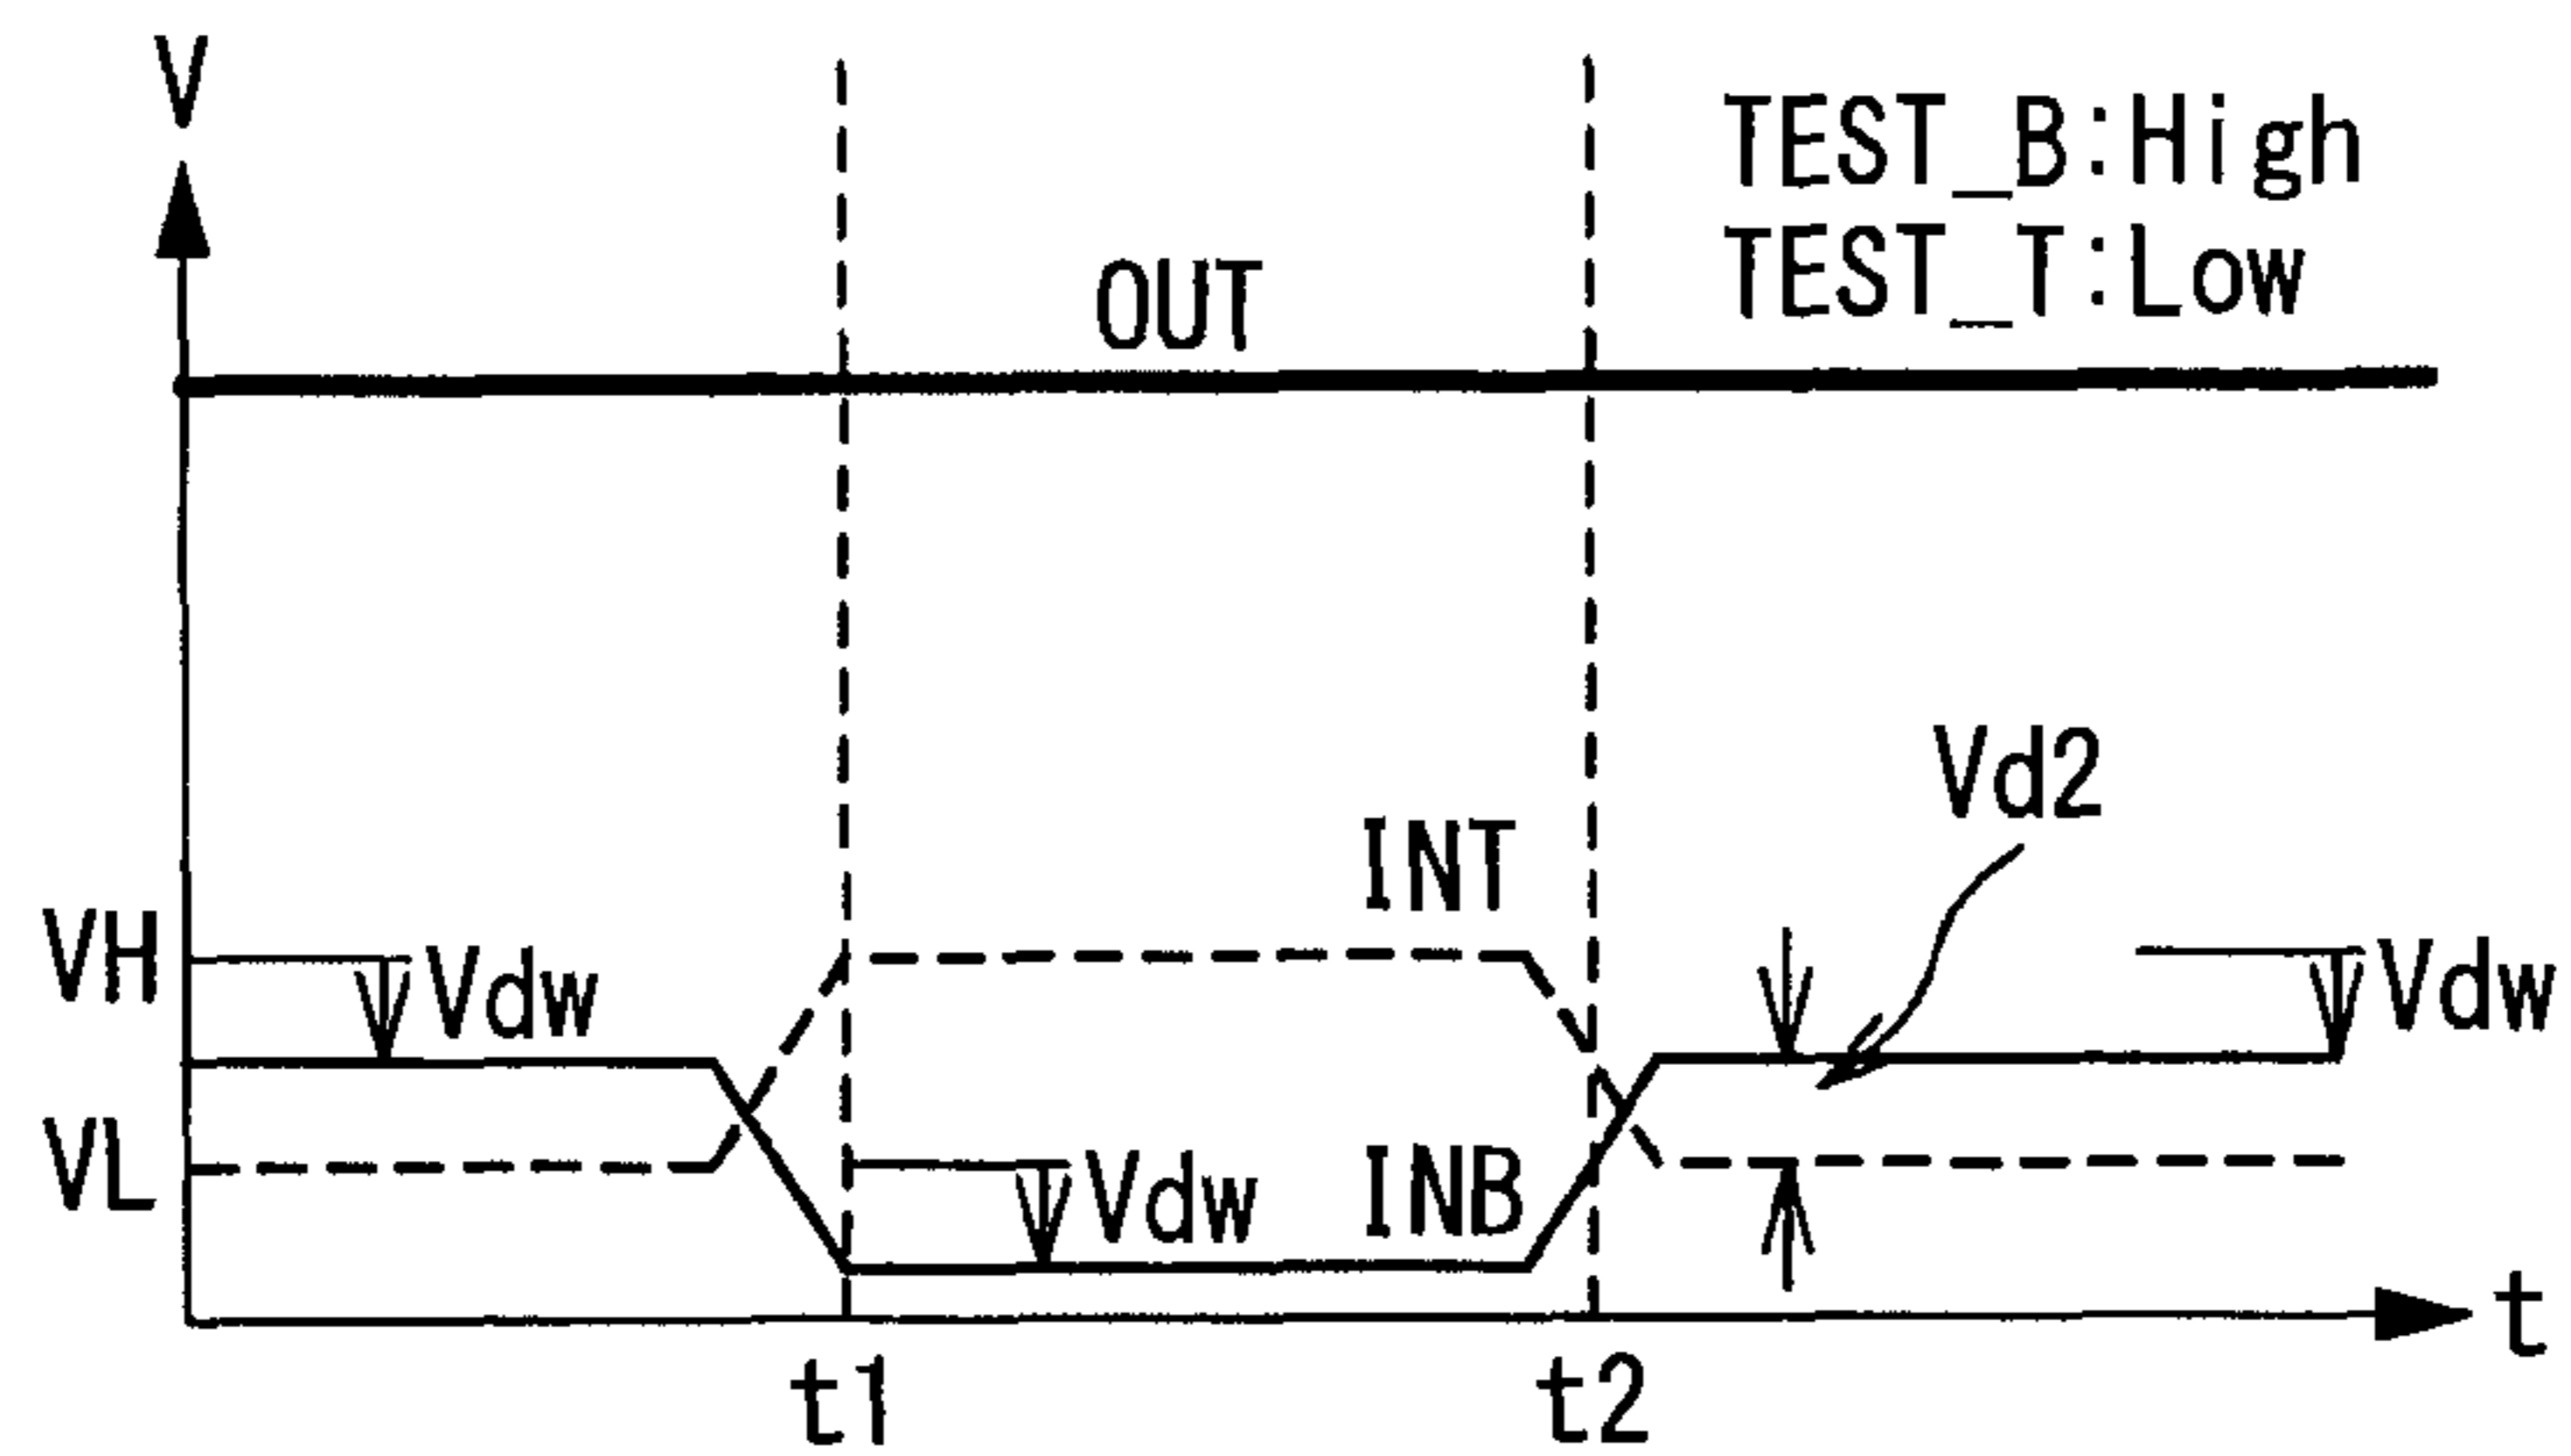 V
TEST_B:High
TEST_T:Low
OUT
Vd2
INT
VH
Vdw
Vdw
VL
Vdw
INB
t
t1
t2